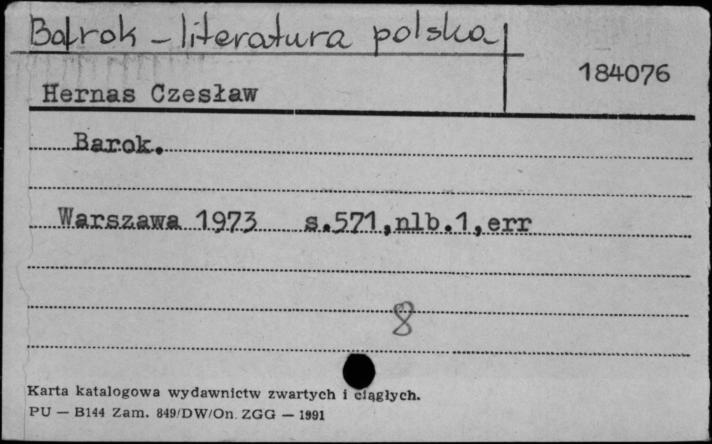 Barok - literatura polska
184076
Hernas Czesław
Barok.
Warszawa 1973 s.571,nlb.1,err
8
Karta katalogowa wydawnictw zwartych i ciągłych.
PU — B144 Zam. 849/DW/On. ZGG — 1991